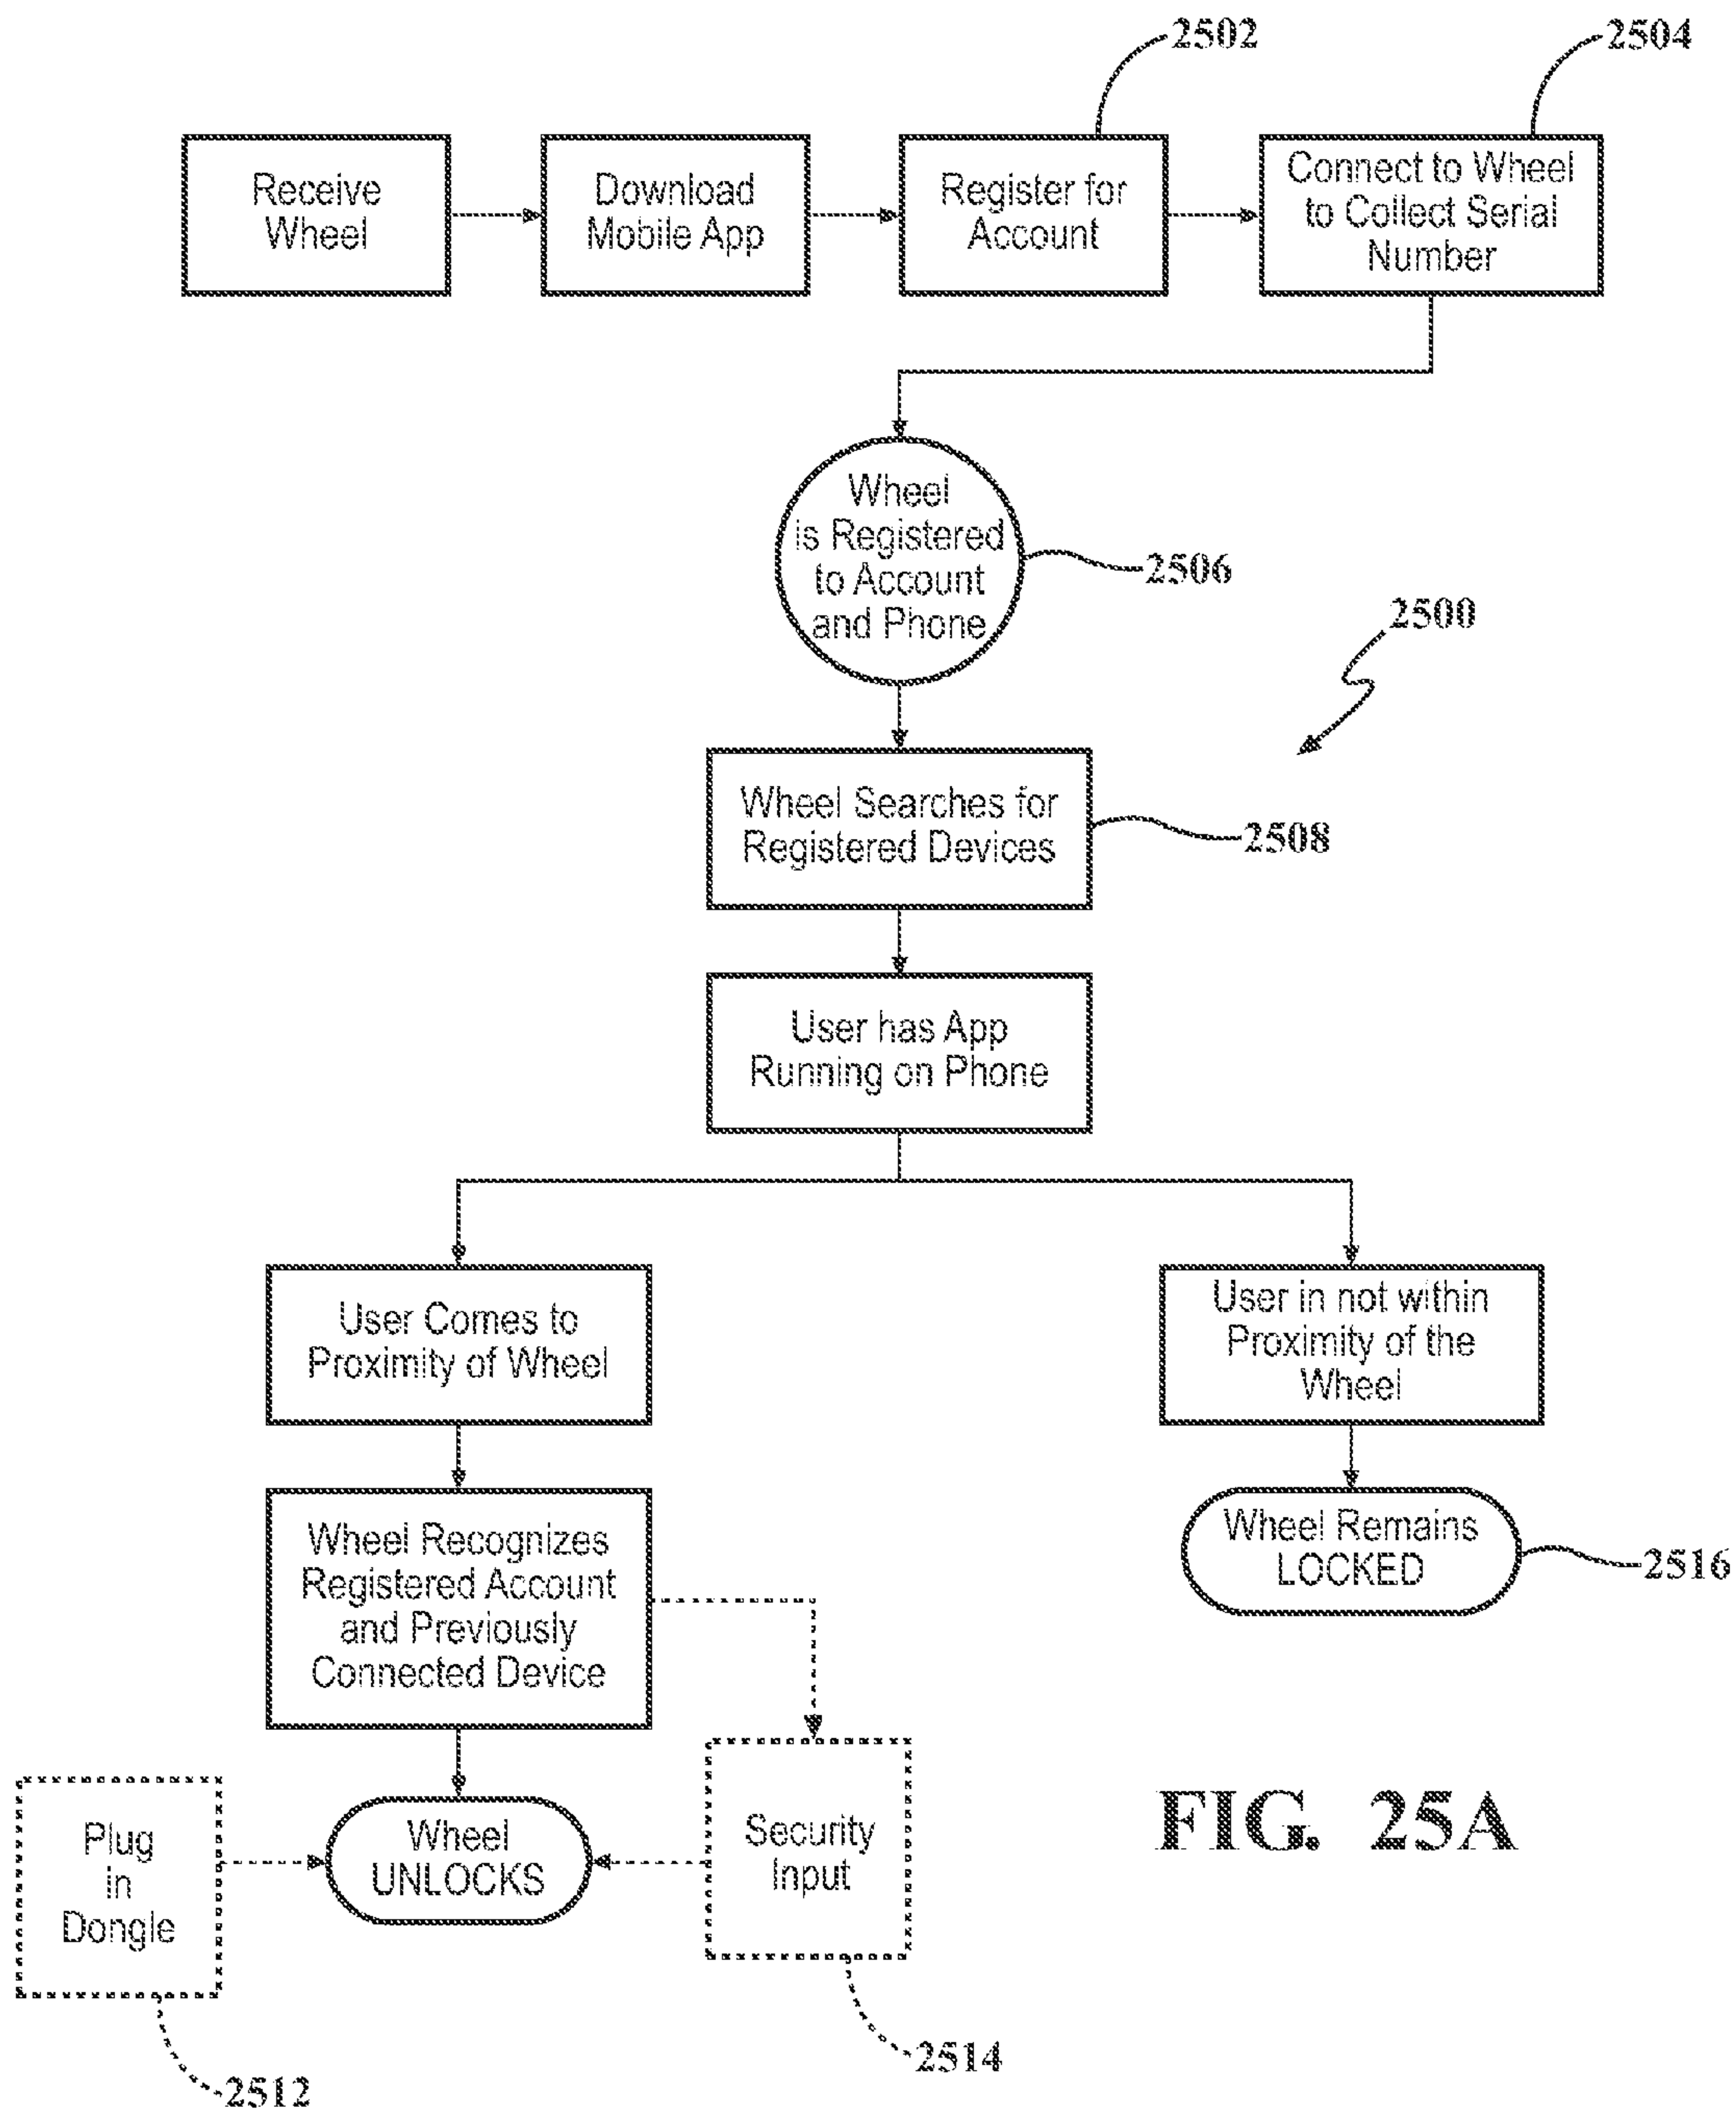 2502
2504
Receive
Wheel
Download
Mobile App
Register for
Account
Connect to Wheel
to Collect Serial
Number
Wheel
is Registered
to Account
and Phone
2506
2500
Wheel Searches for
Registered Devices
2508
User has App
Running on Phone
User Comes to
Proximity of Wheel
User in not within
Proximity of the
Wheel
Wheel Recognizes
Registered Account
and Previously
Connected Device
Wheel Remains
LOCKED
2516
Plug
in
Dongle
Wheel
UNLOCKS
Security
Input
FIG. 25A
2512
2514